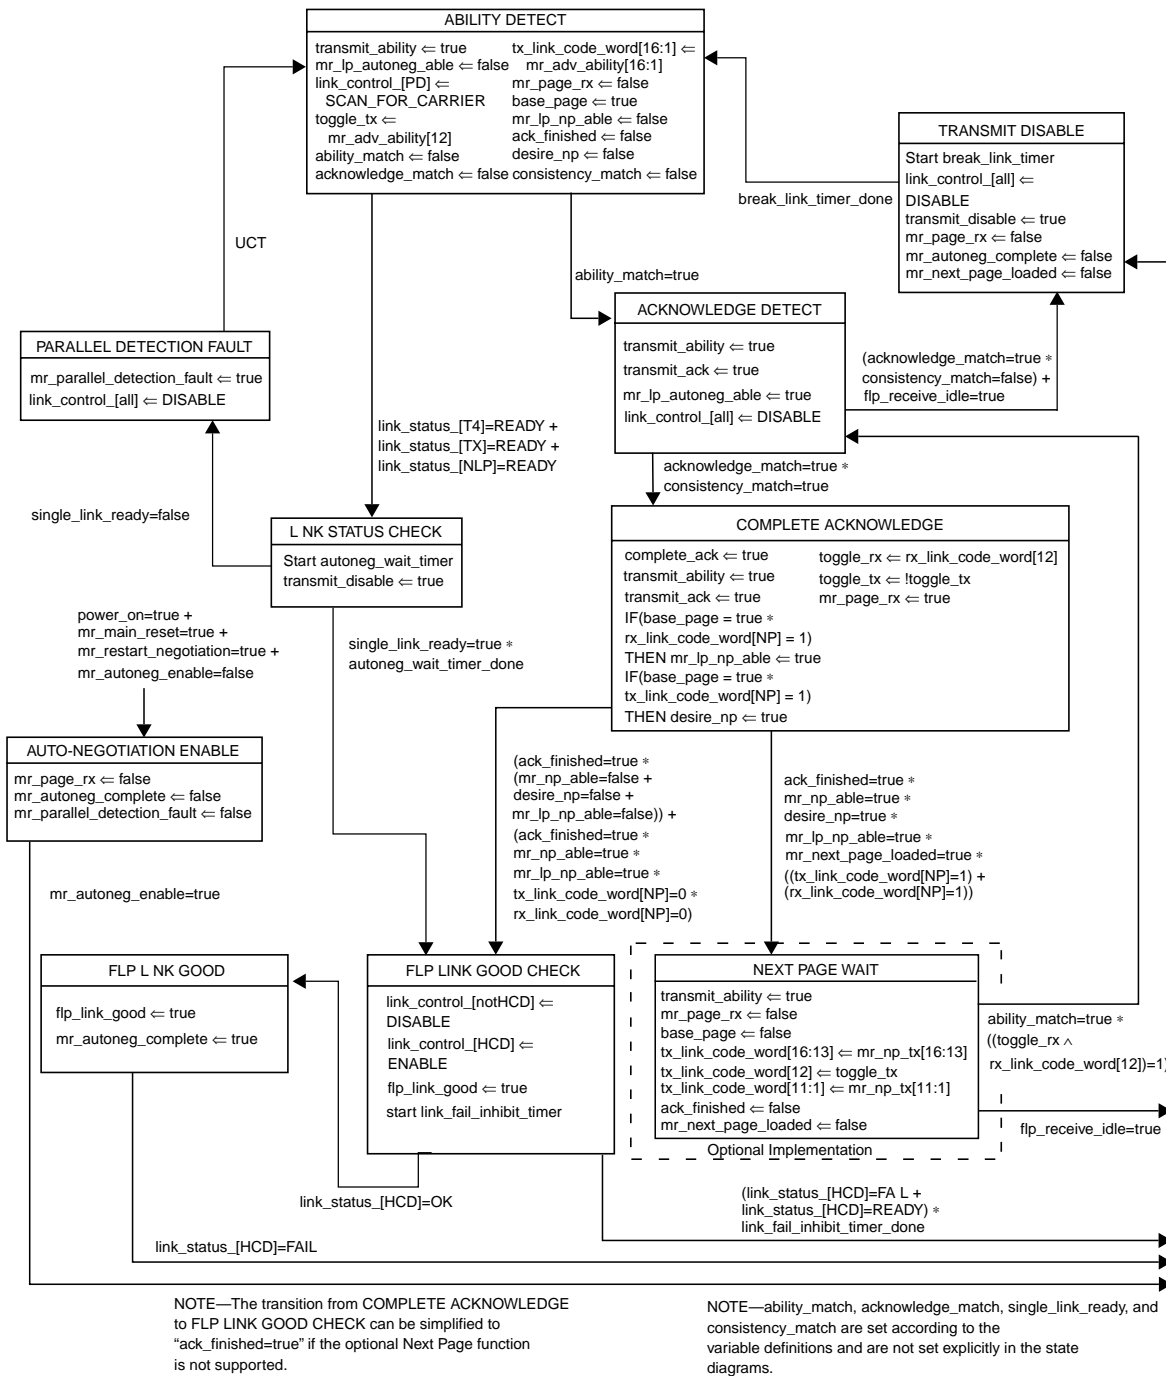 ABILITY DETECT
transmit_ability ⇐ true
mr_lp_autoneg_able ⇐ false
link_control_[PD] ⇐
SCAN_FOR_CARRIER
toggle_tx ⇐
mr_adv_ability[12]
ability_match ⇐ false
acknowledge_match ⇐ false
tx_link_code_word[16:1] ⇐
mr_adv_ability[16:1]
mr_page_rx ⇐ false
base_page ⇐ true
mr_lp_np_able ⇐ false
ack_finished ⇐ false
desire_np ⇐ false
consistency_match ⇐ false
TRANSMIT DISABLE
Start break_link_timer
link_control_[all] ⇐
DISABLE
transmit_disable ⇐ true
mr_page_rx ⇐ false
mr_autoneg_complete ⇐ false
mr_next_page_loaded ⇐ false
break_link_timer_done
UCT
ability_match=true
ACKNOWLEDGE DETECT
transmit_ability ⇐ true
transmit_ack ⇐ true
mr_lp_autoneg_able ⇐ true
link_control_[all] ⇐ DISABLE
(acknowledge_match=true *
consistency_match=false) +
flp_receive_idle=true
PARALLEL DETECTION FAULT
mr_parallel_detection_fault ⇐ true
link_control_[all] ⇐ DISABLE
link_status_[T4]=READY +
link_status_[TX]=READY +
link_status_[NLP]=READY
acknowledge_match=true *
consistency_match=true
single_link_ready=false
L NK STATUS CHECK
Start autoneg_wait_timer
transmit_disable ⇐ true
COMPLETE ACKNOWLEDGE
complete_ack ⇐ true
transmit_ability ⇐ true
transmit_ack ⇐ true
IF(base_page = true *
rx_link_code_word[NP] = 1)
THEN mr_lp_np_able ⇐ true
IF(base_page = true *
tx_link_code_word[NP] = 1)
THEN desire_np ⇐ true
toggle_rx ⇐ rx_link_code_word[12]
toggle_tx ⇐ !toggle_tx
mr_page_rx ⇐ true
power_on=true +
mr_main_reset=true +
mr_restart_negotiation=true +
mr_autoneg_enable=false
single_link_ready=true *
autoneg_wait_timer_done
AUTO-NEGOTIATION ENABLE
mr_page_rx ⇐ false
mr_autoneg_complete ⇐ false
mr_parallel_detection_fault ⇐ false
(ack_finished=true *
(mr_np_able=false +
desire_np=false +
mr_lp_np_able=false)) +
(ack_finished=true *
mr_np_able=true *
mr_lp_np_able=true *
tx_link_code_word[NP]=0 *
rx_link_code_word[NP]=0)
ack_finished=true *
mr_np_able=true *
desire_np=true *
mr_lp_np_able=true *
mr_next_page_loaded=true *
((tx_link_code_word[NP]=1) +
(rx_link_code_word[NP]=1))
mr_autoneg_enable=true
FLP L NK GOOD
flp_link_good ⇐ true
mr_autoneg_complete ⇐ true
FLP LINK GOOD CHECK
link_control_[notHCD] ⇐
DISABLE
link_control_[HCD] ⇐
ENABLE
flp_link_good ⇐ true
start link_fail_inhibit_timer
NEXT PAGE WAIT
transmit_ability ⇐ true
mr_page_rx ⇐ false
base_page ⇐ false
tx_link_code_word[16:13] ⇐ mr_np_tx[16:13]
tx_link_code_word[12] ⇐ toggle_tx
tx_link_code_word[11:1] ⇐ mr_np_tx[11:1]
ack_finished ⇐ false
mr_next_page_loaded ⇐ false
Optional Implementation
ability_match=true *
((toggle_rx ∧
rx_link_code_word[12])=1)
flp_receive_idle=true
link_status_[HCD]=OK
(link_status_[HCD]=FA L +
link_status_[HCD]=READY) *
link_fail_inhibit_timer_done
link_status_[HCD]=FAIL
NOTE—The transition from COMPLETE ACKNOWLEDGE
to FLP LINK GOOD CHECK can be simplified to
“ack_finished=true” if the optional Next Page function
is not supported.
NOTE—ability_match, acknowledge_match, single_link_ready, and
consistency_match are set according to the
variable definitions and are not set explicitly in the state
diagrams.